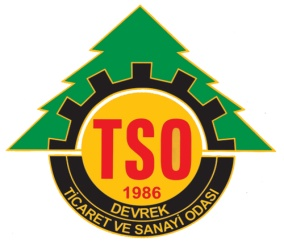 TSO
1986
DEVREK
TİCARET VE SANAYİ ODASI